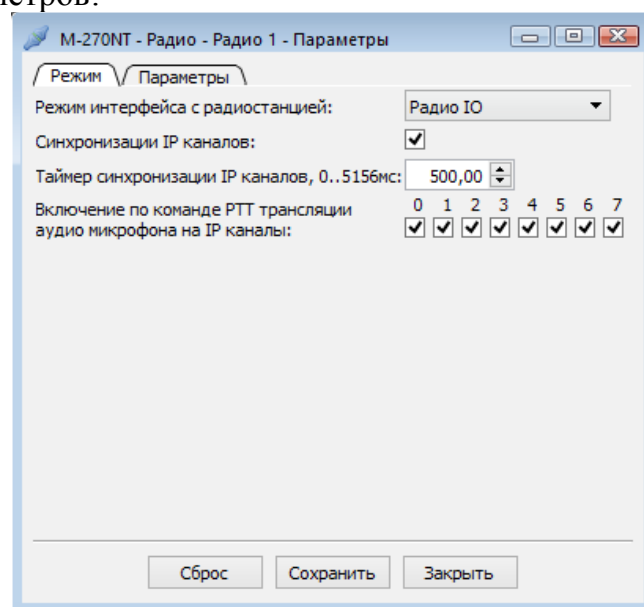 М-270NT - Радио - Радио 1 - Параметры
Режим Параметры
Режим интерфейса с радиостанцией: Радио IO
Синхронизации IP каналов:
Таймер синхронизации IP каналов, 0..5156мс: 500,00
Включение по команде PTT трансляции 0 1 2 3 4 5 6 7
аудио микрофона на IP каналы:
Сброс Сохранить Закрыть